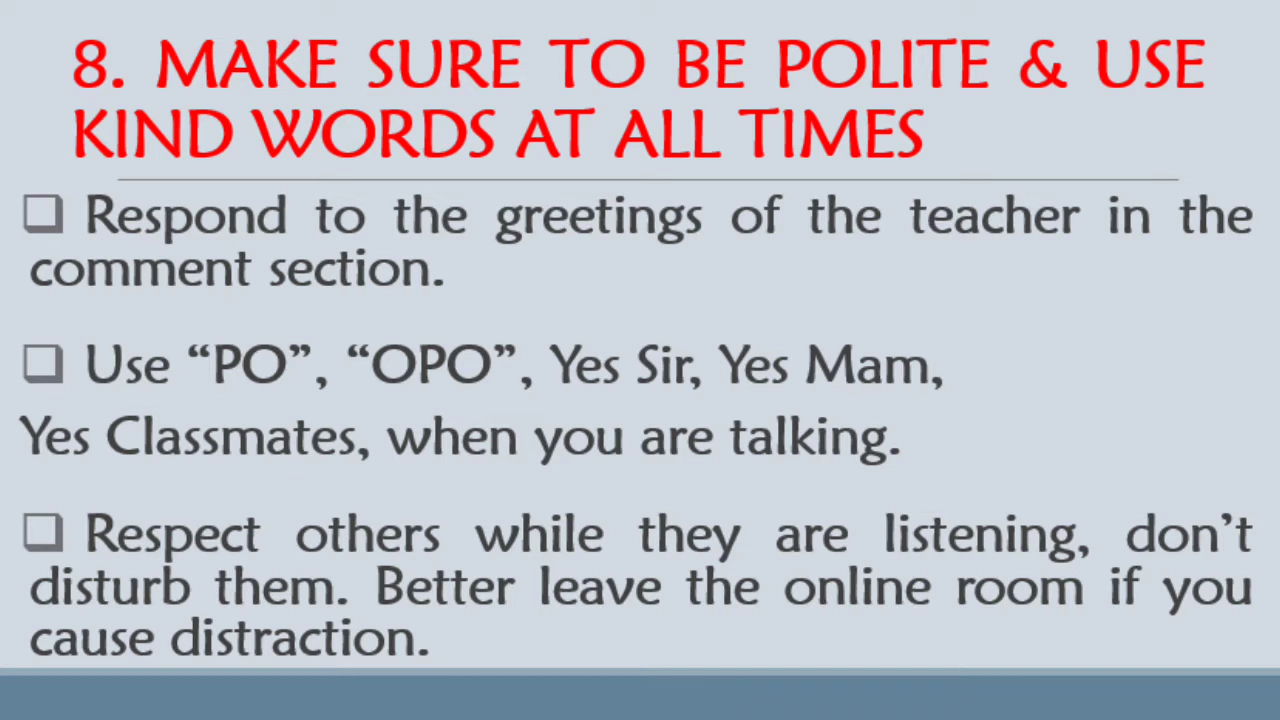 8. MAKE SURE TO BE POLITE & USE
KIND WORDS AT ALL TIMES
❑ Respond to the greetings of the teacher in the
comment section.
❑ Use “PO”, “OPO”, Yes Sir, Yes Mam,
Yes Classmates, when you are talking.
❑ Respect others while they are listening, don’t
disturb them. Better leave the online room if you
cause distraction.